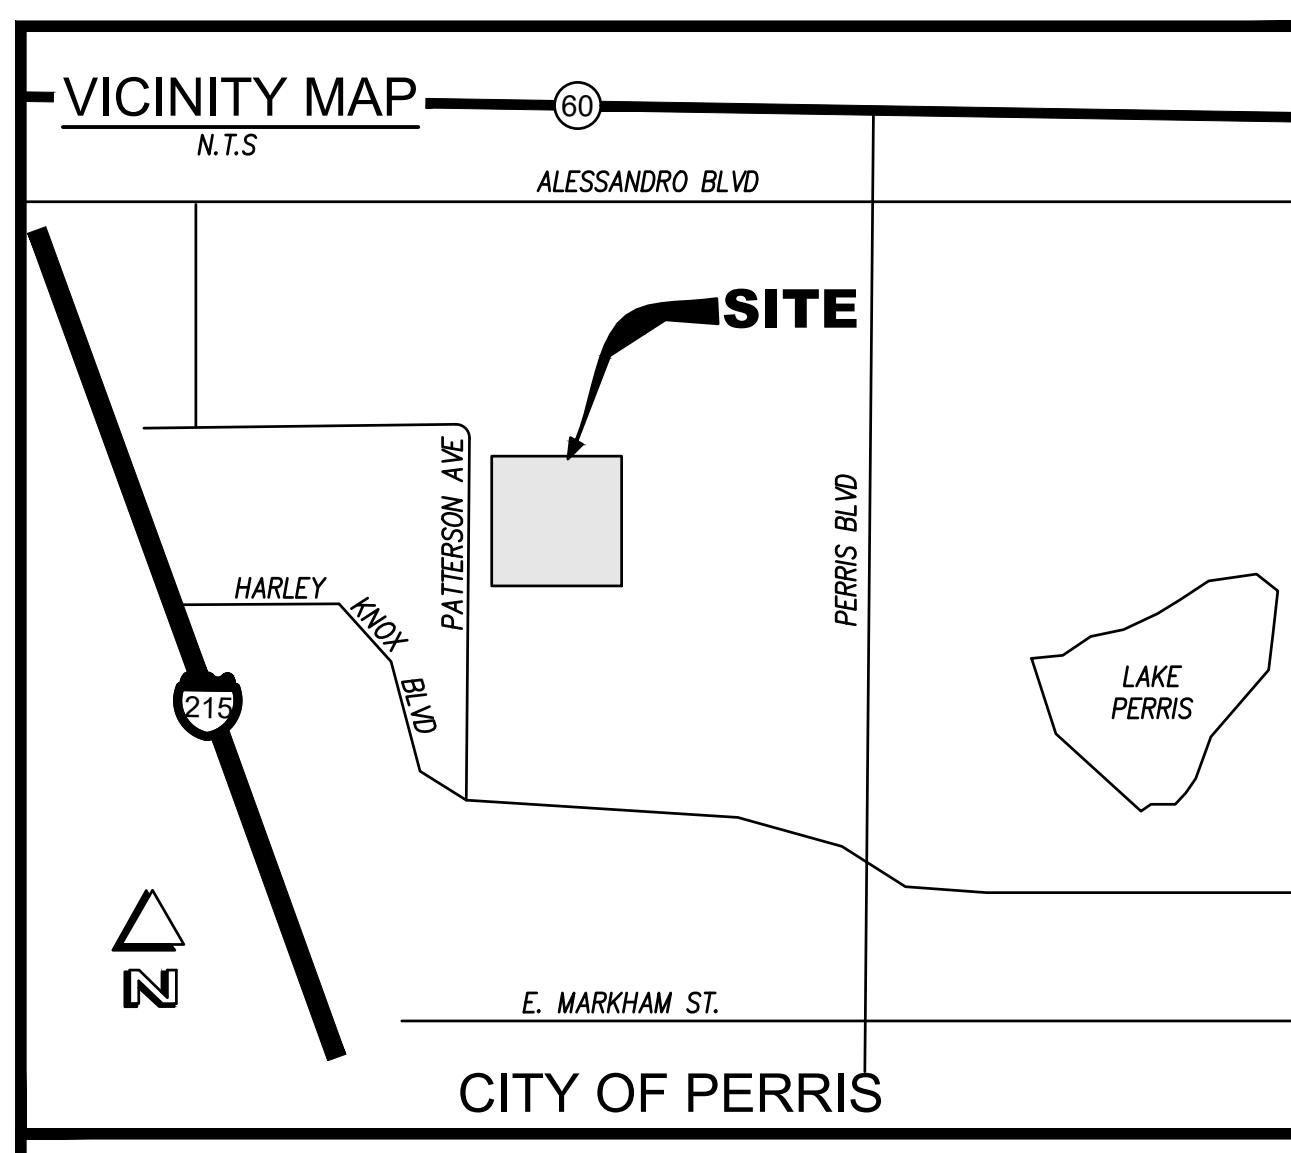 VICINITY MAP
N.T.S
60
ALESSANDRO BLVD
SITE
PATTERSON AVE
PERRIS BLVD
HARLEY KNOX BLVD
215
LAKE
PERRIS
N
E. MARKHAM ST.
CITY OF PERRIS